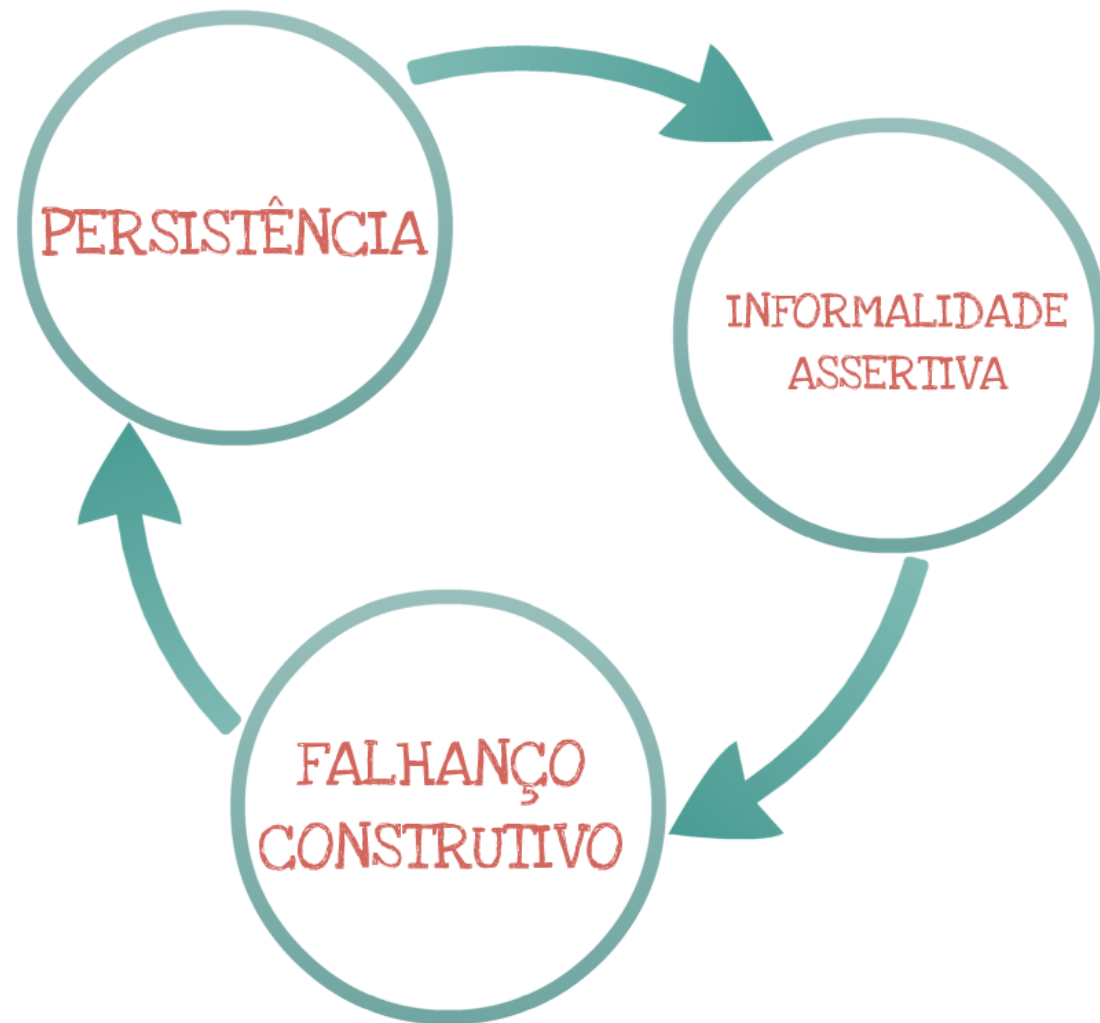 PERSISTÊNCIA
INFORMALIDADE
ASSERTIVA
FALHANÇO
CONSTRUTIVO